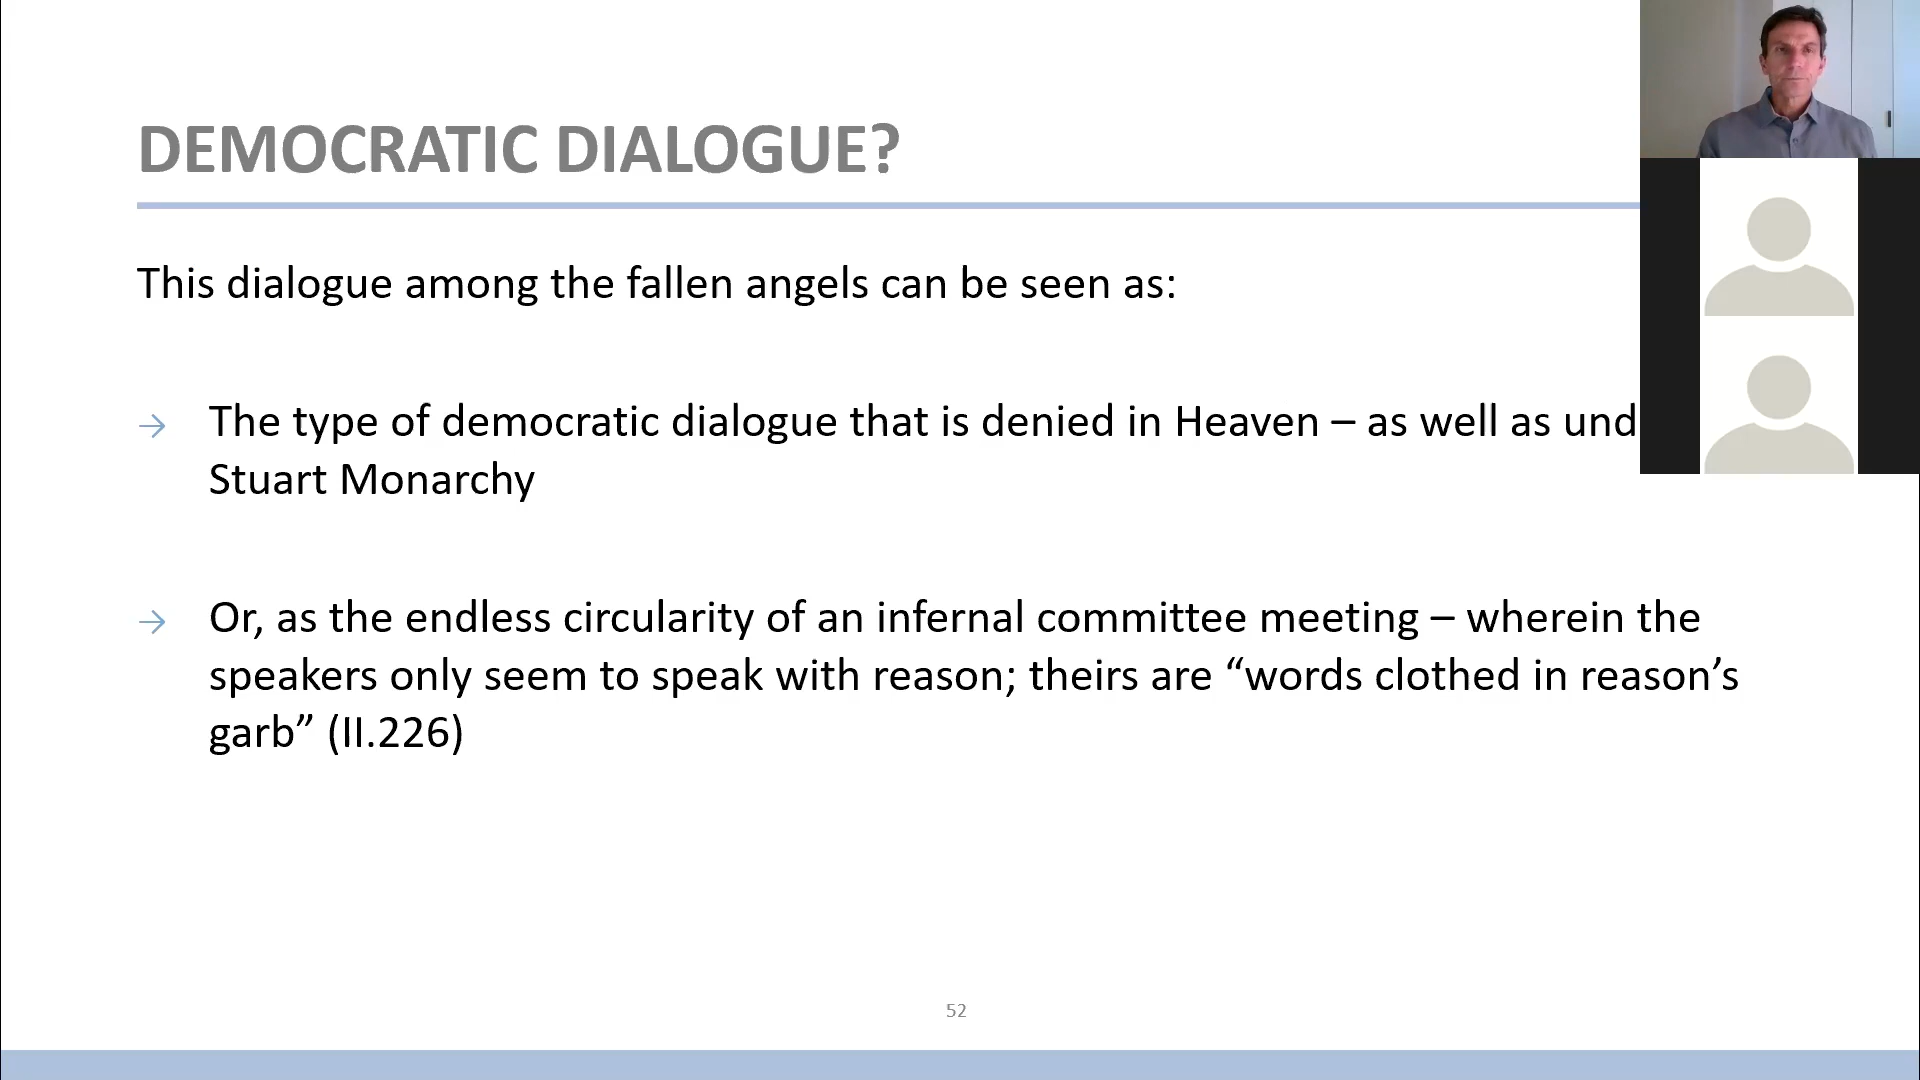 DEMOCRATIC DIALOGUE?
This dialogue among the fallen angels can be seen as:
→ The type of democratic dialogue that is denied in Heaven – as well as
Stuart Monarchy
→ Or, as the endless circularity of an infernal committee meeting – wherein the
speakers only seem to speak with reason; theirs are “words clothed in reason’s
garb” (II.226)
52